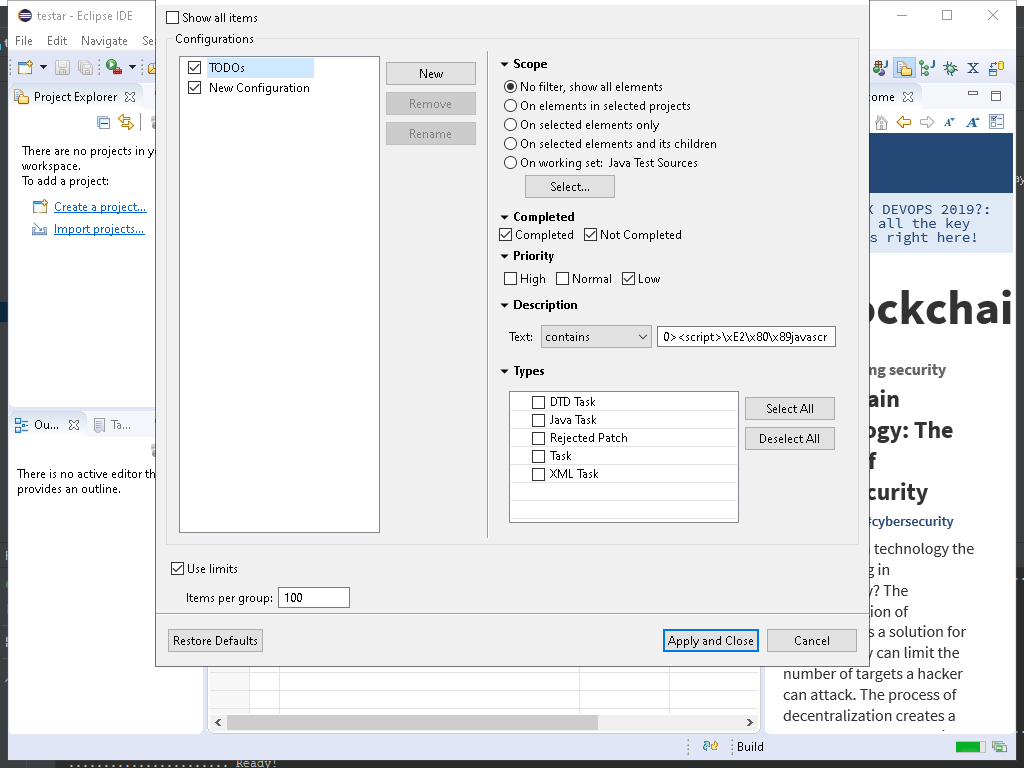 testar - Eclipse IDE
File Edit Navigate Se
Project Explorer
There are no projects in y
workspace.
To add a project:
Create a project...
Import projects...
Ou...
Ta...
There is no active editor th
provides an outline.
Show all items
Configurations
TODOs
New Configuration
New
Remove
Rename
Scope
No filter, show all elements
On elements in selected projects
On selected elements only
On selected elements and its children
On working set: Java Test Sources
Select...
Completed
Completed
Not Completed
Priority
High
Normal
Low
Description
Text:
contains
0><script>\xE2\x80\x89javascr
Types
DTD Task
Java Task
Rejected Patch
Task
XML Task
Select All
Deselect All
Use limits
Items per group: 100
Restore Defaults
Apply and Close
Cancel
ome
X DEVOPS 2019?:
all the key
s right here!
ockchai
ng security
ain
ogy: The
f
curity
#cybersecurity
technology the
g in
y? The
ion of
s a solution for
y can limit the
number of targets a hacker
can attack. The process of
decentralization creates a
Build
Ready!